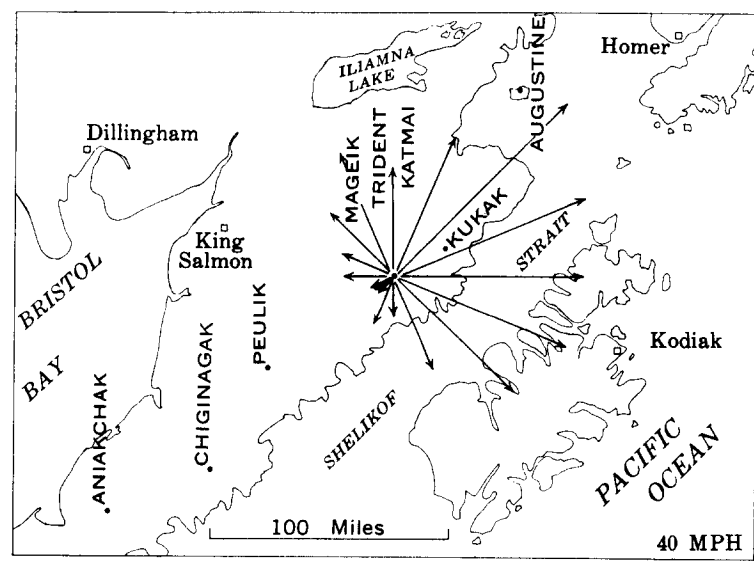 AUGUSTINE
Homer
ILIAMNA
LAKE
Dillingham
MAGEIK
TRIDENT
KATMAI
KUKAK
STRAIT
King
Salmon
BRISTOL
BAY
PEULIK
CHIGINAGAK
ANIAKCHAK
Kodiak
SHELIKOF
PACIFIC
OCEAN
100 Miles
40 MPH